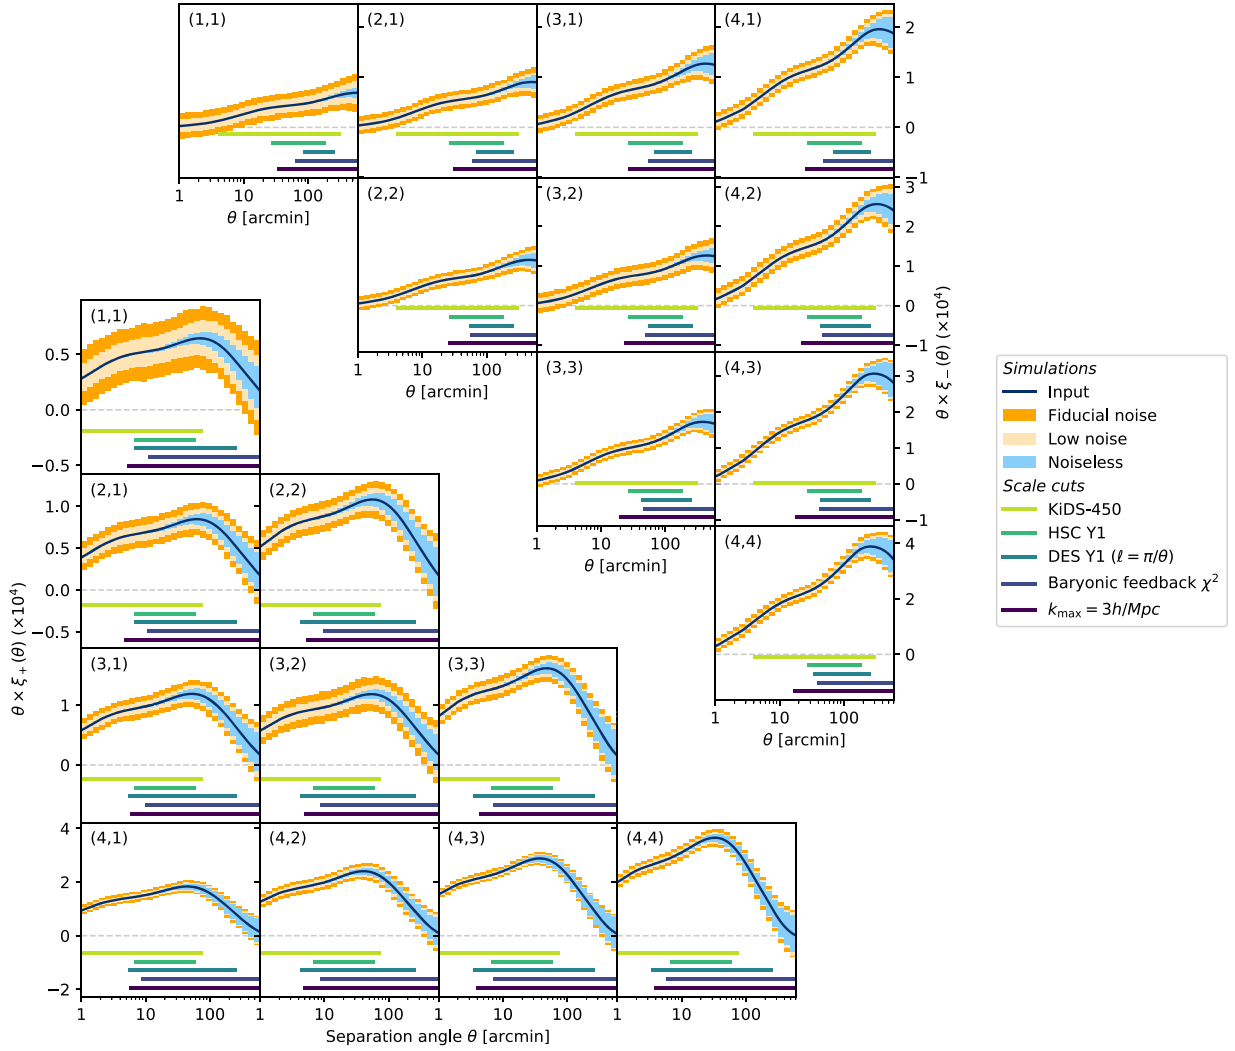 (1,1) (2,1) (3,1) (4,1)
2
1
0
−1
1 10 100
θ [arcmin]
(2,2) (3,2) (4,2)
3
2
1
0
−1
1 10 100
θ [arcmin]
θ × ξ₋(θ) (×10⁴)
(1,1)
0.5
0.0
−0.5
(3,3) (4,3)
3
2
1
0
−1
1 10 100
θ [arcmin]
Simulations
Input
Fiducial noise
Low noise
Noiseless
Scale cuts
KiDS-450
HSC Y1
DES Y1 (ℓ = π/θ)
Baryonic feedback χ²
k_max = 3h/Mpc
(2,1) (2,2)
1.0
0.5
0.0
−0.5
(4,4)
4
2
0
1 10 100
θ [arcmin]
θ × ξ₊(θ) (×10⁴)
(3,1) (3,2) (3,3)
1
0
(4,1) (4,2) (4,3) (4,4)
4
2
0
−2
1 10 100 1 10 100 1 10 100 1 10 100
Separation angle θ [arcmin] θ [arcmin] θ [arcmin] θ [arcmin]